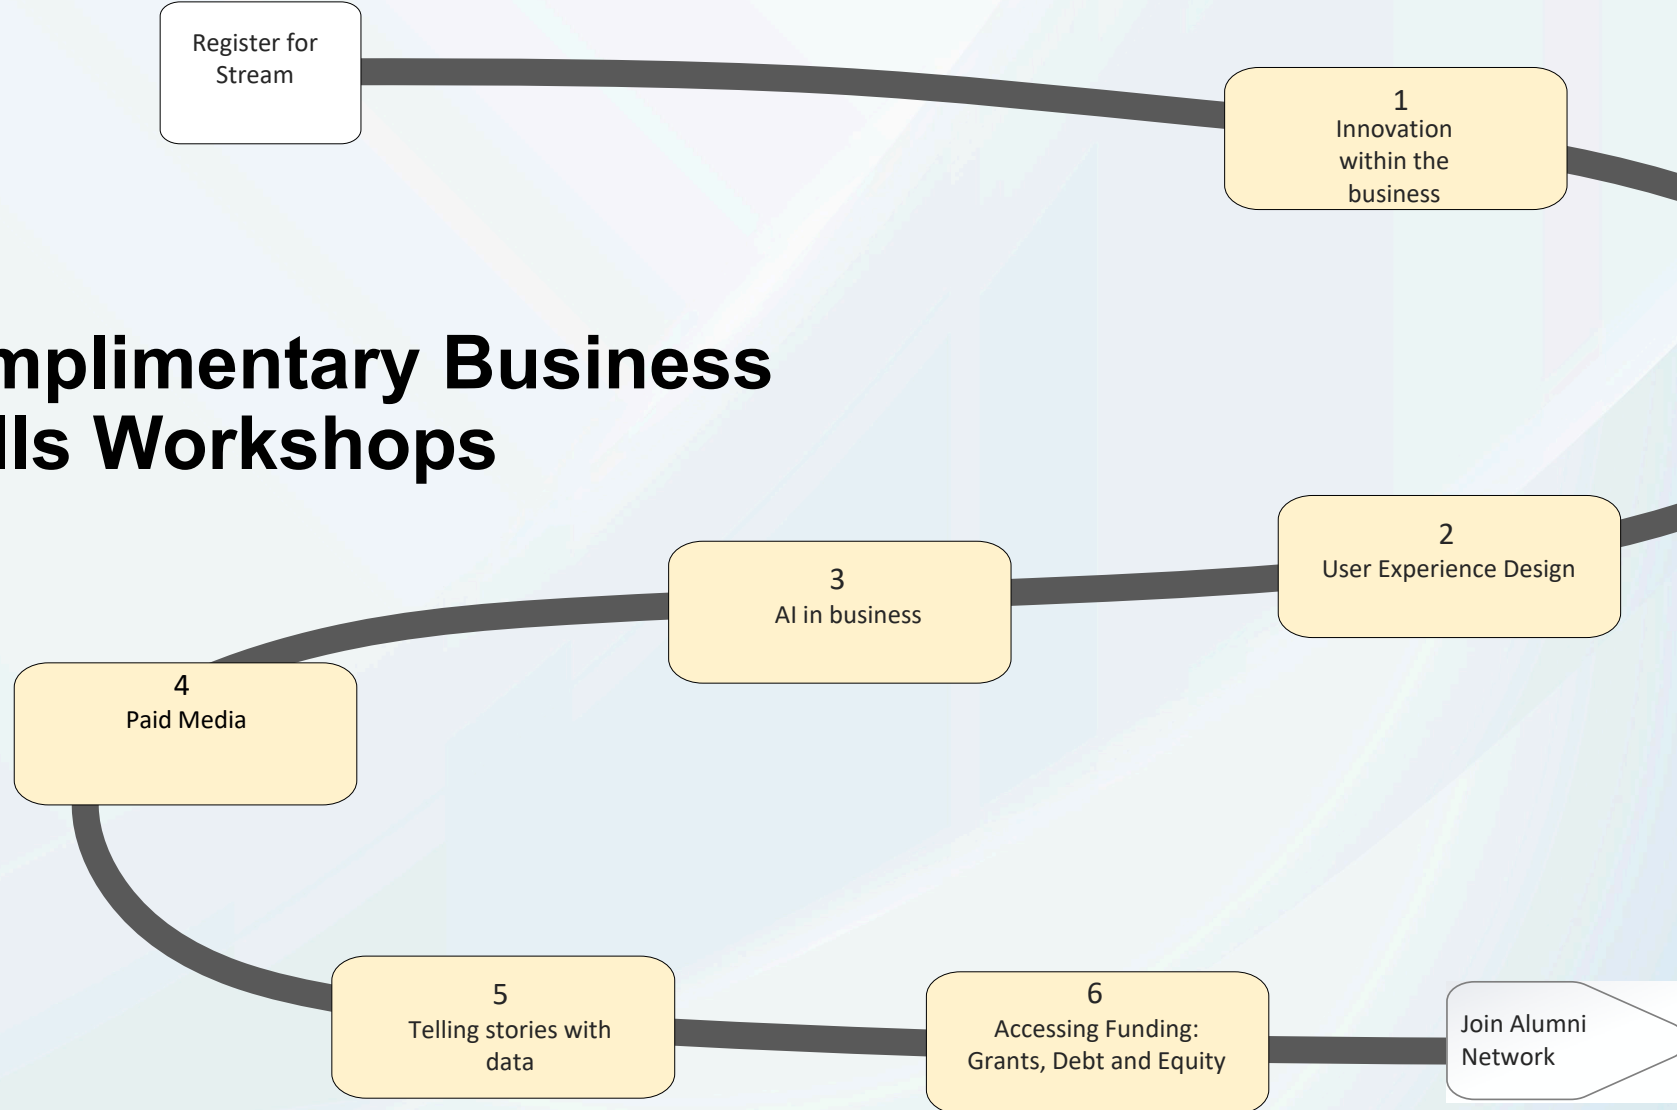 Register for
Stream
1
Innovation
within the
business
mplimentary Business
lls Workshops
2
User Experience Design
3
AI in business
4
Paid Media
5
Telling stories with
data
6
Accessing Funding:
Grants, Debt and Equity
Join Alumni
Network